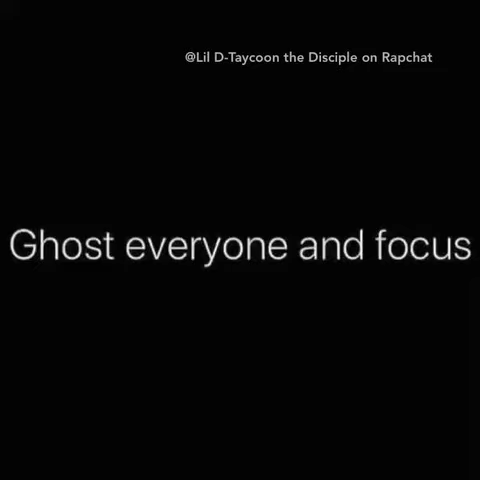 @Lil D-Taycoon the Disciple on Rapchat
Ghost everyone and focus